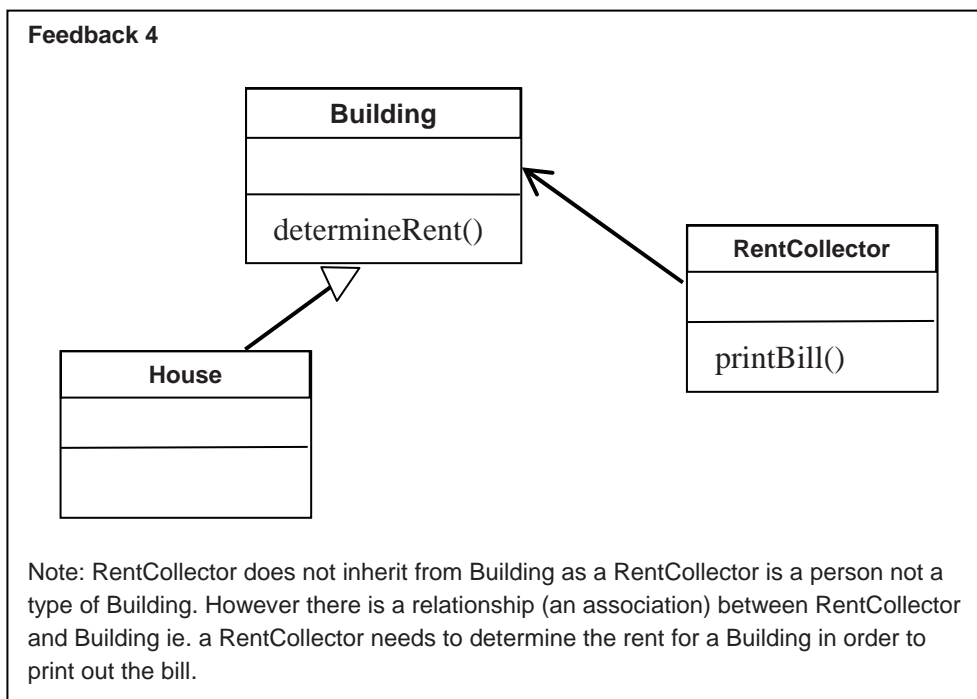 Feedback 4
Building
determineRent()
RentCollector
printBill()
House
Note: RentCollector does not inherit from Building as a RentCollector is a person not a
type of Building. However there is a relationship (an association) between RentCollector
and Building ie. a RentCollector needs to determine the rent for a Building in order to
print out the bill.